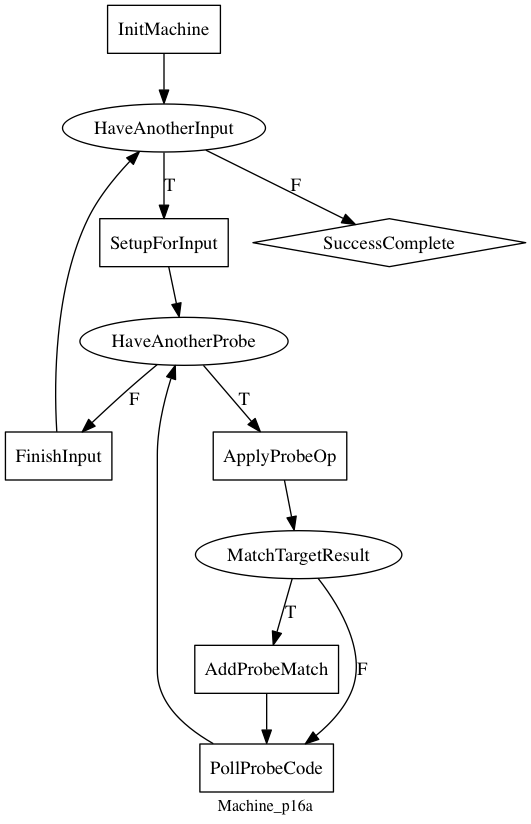 InitMachine
HaveAnotherInput
T
F
SetupForInput
SuccessComplete
HaveAnotherProbe
F
T
FinishInput
ApplyProbeOp
MatchTargetResult
T
AddProbeMatch
F
PollProbeCode
Machine_p16a